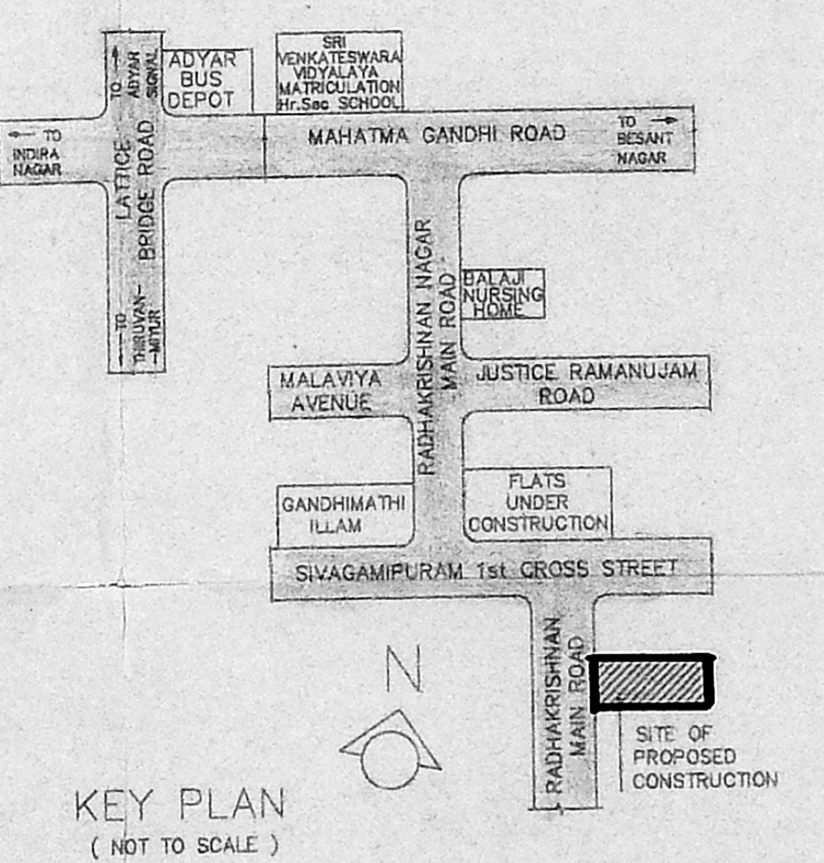 TO
ADYAR
SIGNAL
ADYAR
BUS
DEPOT
SRI
VENKATESWARA
VIDYALAYA
MATRICULATION
Hr.Sec SCHOOL
TO
INDIRA
NAGAR
LATTICE
BRIDGE ROAD
MAHATMA GANDHI ROAD
TO
BESANT
NAGAR
TO
THIRUVAN-
-MIYUR
RADHAKRISHNAN NAGAR
MAIN ROAD
BALAJI
NURSING
HOME
MALAVIYA
AVENUE
JUSTICE RAMANUJAM
ROAD
GANDHIMATHI
ILLAM
FLATS
UNDER
CONSTRUCTION
SIVAGAMIPURAM 1st CROSS STREET
RADHAKRISHNAN
MAIN ROAD
SITE OF
PROPOSED
CONSTRUCTION
N
KEY PLAN
( NOT TO SCALE )